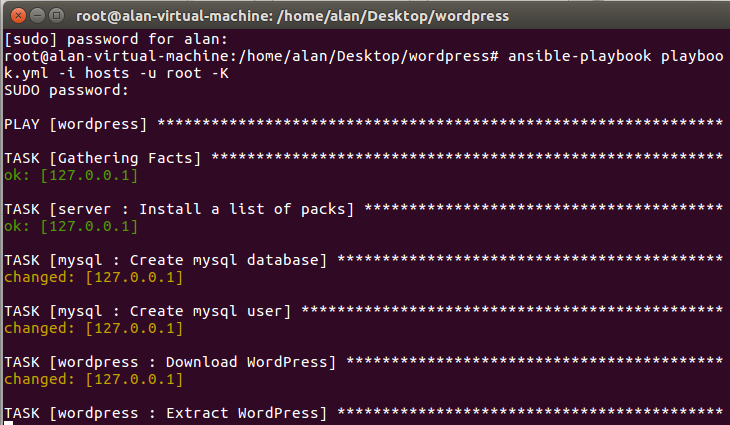 root@alan-virtual-machine: /home/alan/Desktop/wordpress
[sudo] password for alan:
root@alan-virtual-machine:/home/alan/Desktop/wordpress# ansible-playbook playboo
k.yml -i hosts -u root -K
SUDO password:
PLAY [wordpress] ***************************************************************
TASK [Gathering Facts] *********************************************************
ok: [127.0.0.1]
TASK [server : Install a list of packs] ****************************************
ok: [127.0.0.1]
TASK [mysql : Create mysql database] *******************************************
changed: [127.0.0.1]
TASK [mysql : Create mysql user] ***********************************************
changed: [127.0.0.1]
TASK [wordpress : Download WordPress] ******************************************
changed: [127.0.0.1]
TASK [wordpress : Extract WordPress] *******************************************